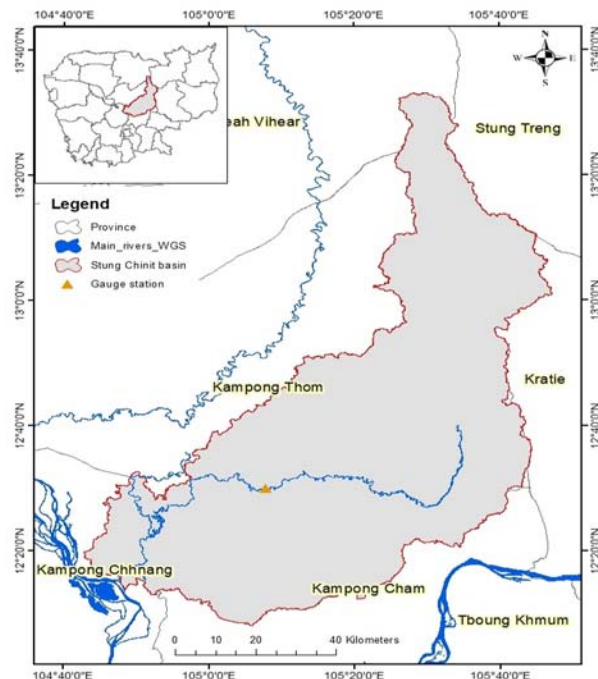 104°40'0"E 105°0'0"E 105°20'0"E 105°40'0"E
13°40'0"N
13°40'0"N
N
W E
S
eah Vihear
Stung Treng
13°20'0"N
13°20'0"N
Legend
Province
Main_rivers_WGS
Stung Chinit basin
Gauge station
13°0'0"N
13°0'0"N
Kampong Thom
Kratie
12°40'0"N
12°40'0"N
12°20'0"N
12°20'0"N
Kampong Chhnang
Kampong Cham
Tboung Khmum
0 10 20 40 Kilometers
104°40'0"E 105°0'0"E 105°20'0"E 105°40'0"E